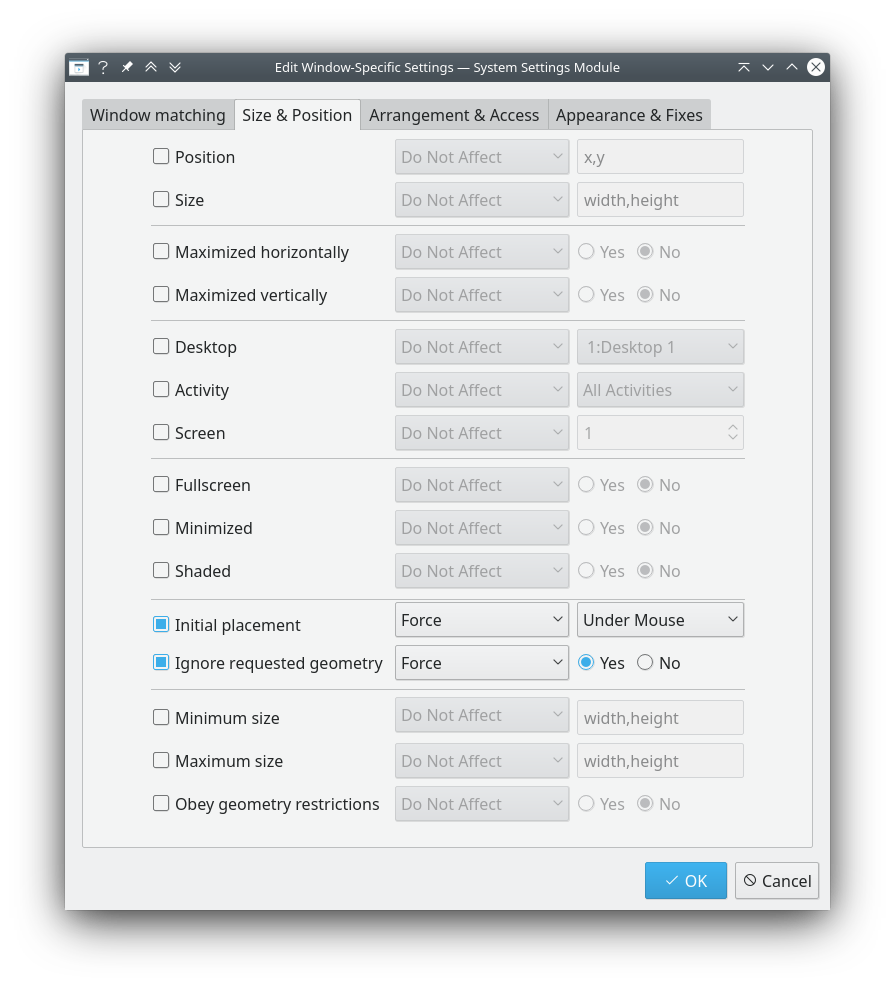 Edit Window-Specific Settings — System Settings Module
Window matching Size & Position Arrangement & Access Appearance & Fixes
Position Do Not Affect x,y
Size Do Not Affect width,height
Maximized horizontally Do Not Affect Yes No
Maximized vertically Do Not Affect Yes No
Desktop Do Not Affect 1:Desktop 1
Activity Do Not Affect All Activities
Screen Do Not Affect 1
Fullscreen Do Not Affect Yes No
Minimized Do Not Affect Yes No
Shaded Do Not Affect Yes No
Initial placement Force Under Mouse
Ignore requested geometry Force Yes No
Minimum size Do Not Affect width,height
Maximum size Do Not Affect width,height
Obey geometry restrictions Do Not Affect Yes No
OK Cancel